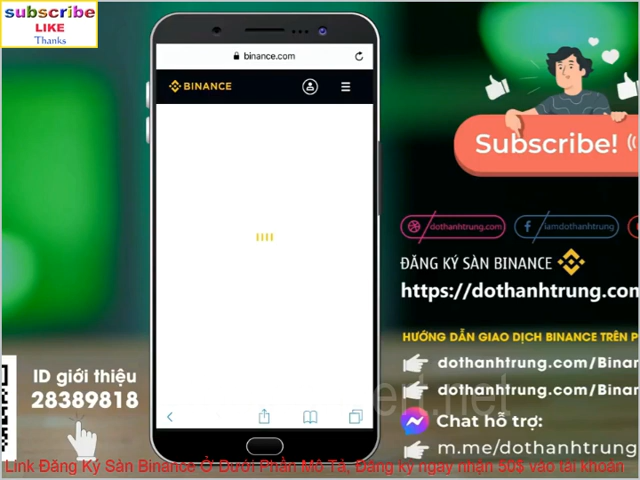 subscribe
LIKE
Thanks
binance.com
BINANCE
Subscribe!
dothanhtrung.com
iamdothanhtrung
ĐĂNG KÝ SÀN BINANCE
https://dothanhtrung.com
HƯỚNG DẪN GIAO DỊCH BINANCE TRÊN P
dothanhtrung.com/Binan
dothanhtrung.com/Binan
Chat hỗ trợ:
m.me/dothanhtrung
ID giới thiệu
28389818
Link Đăng Ký Sàn Binance Ở Dưới Phần Mô Tả, Đăng ký ngay nhận 50$ vào tài khoản